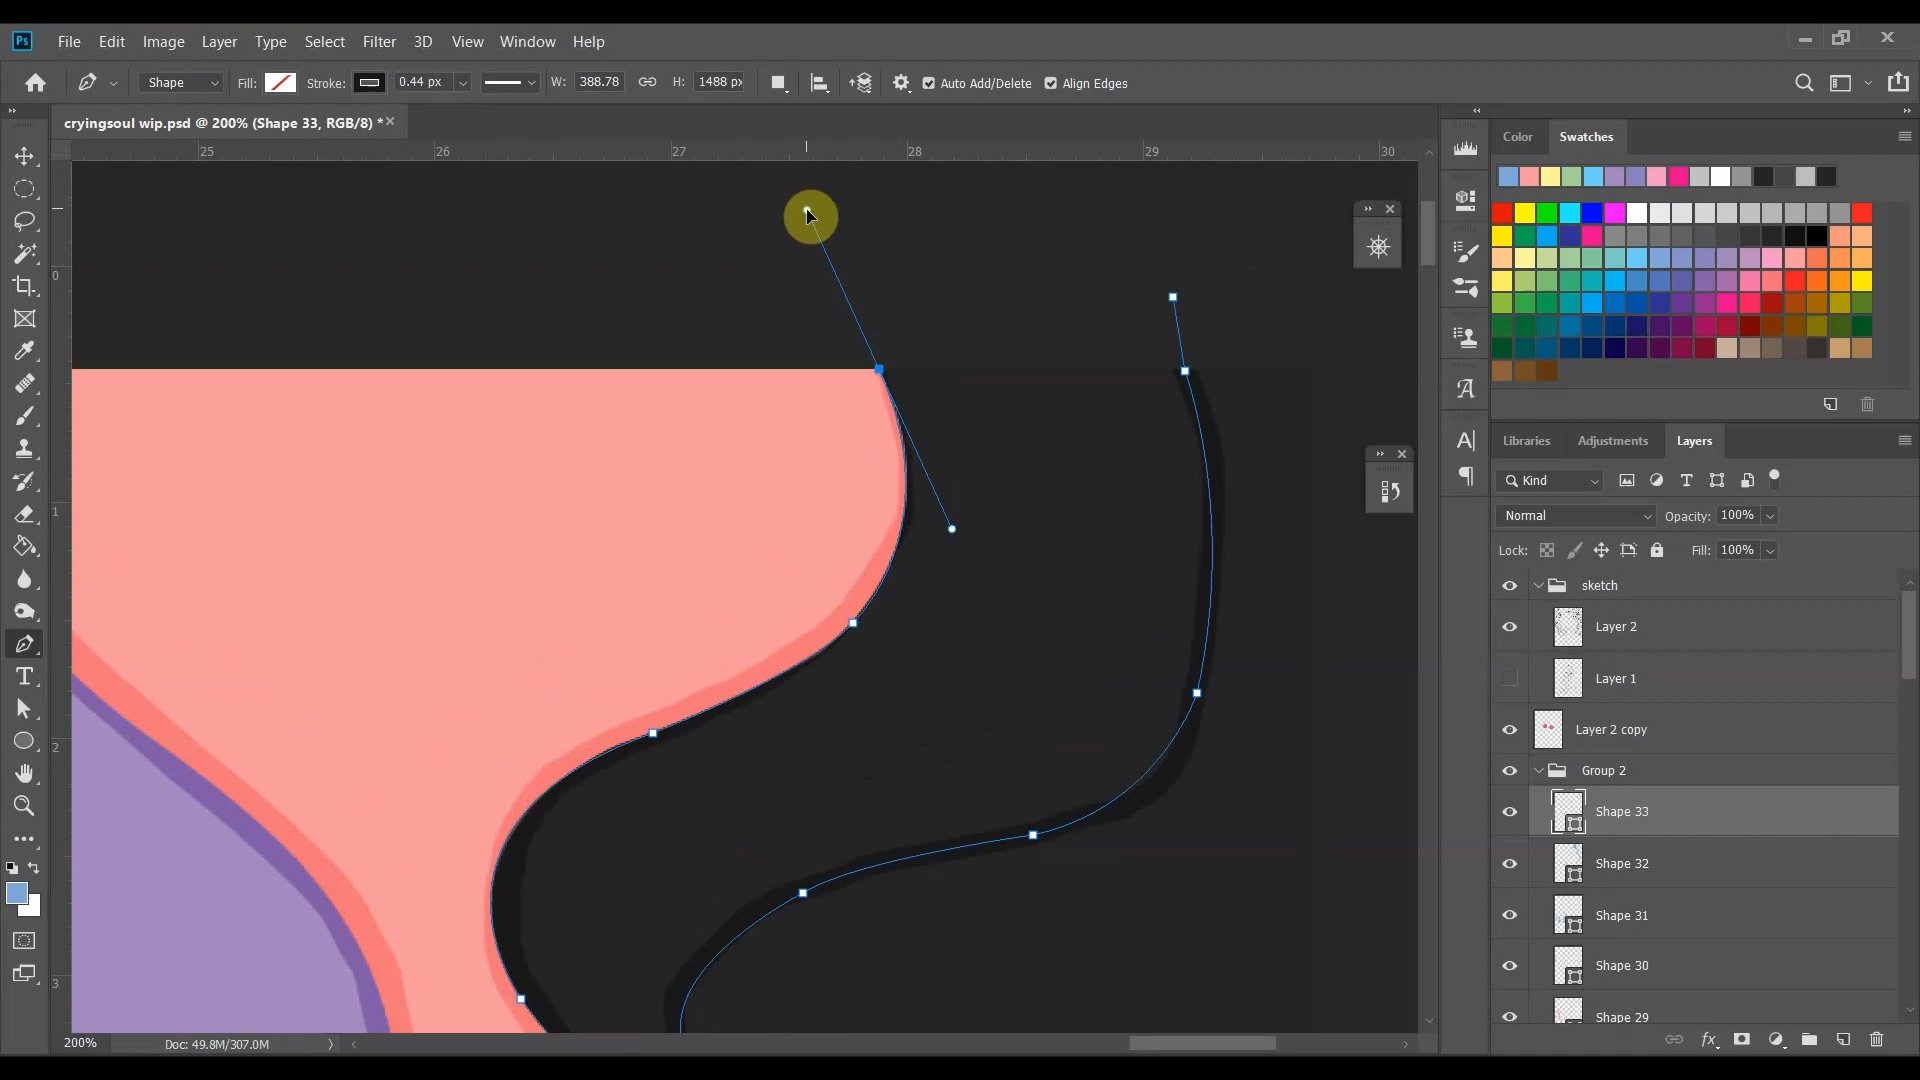 Ps File Edit Image Layer Type Select Filter 3D View Window Help
Shape Fill: Stroke: 0.44 px W: 388.78 H: 1488 px Auto Add/Delete Align Edges
cryingsoul wip.psd @ 200% (Shape 33, RGB/8) *
25 26 27 28 29 30
0
1
2
3
Color Swatches
Libraries Adjustments Layers
Kind
Normal Opacity: 100%
Lock: Fill: 100%
sketch
Layer 2
Layer 1
Layer 2 copy
Group 2
Shape 33
Shape 32
Shape 31
Shape 30
Shape 29
200% Doc: 49.8M/307.0M